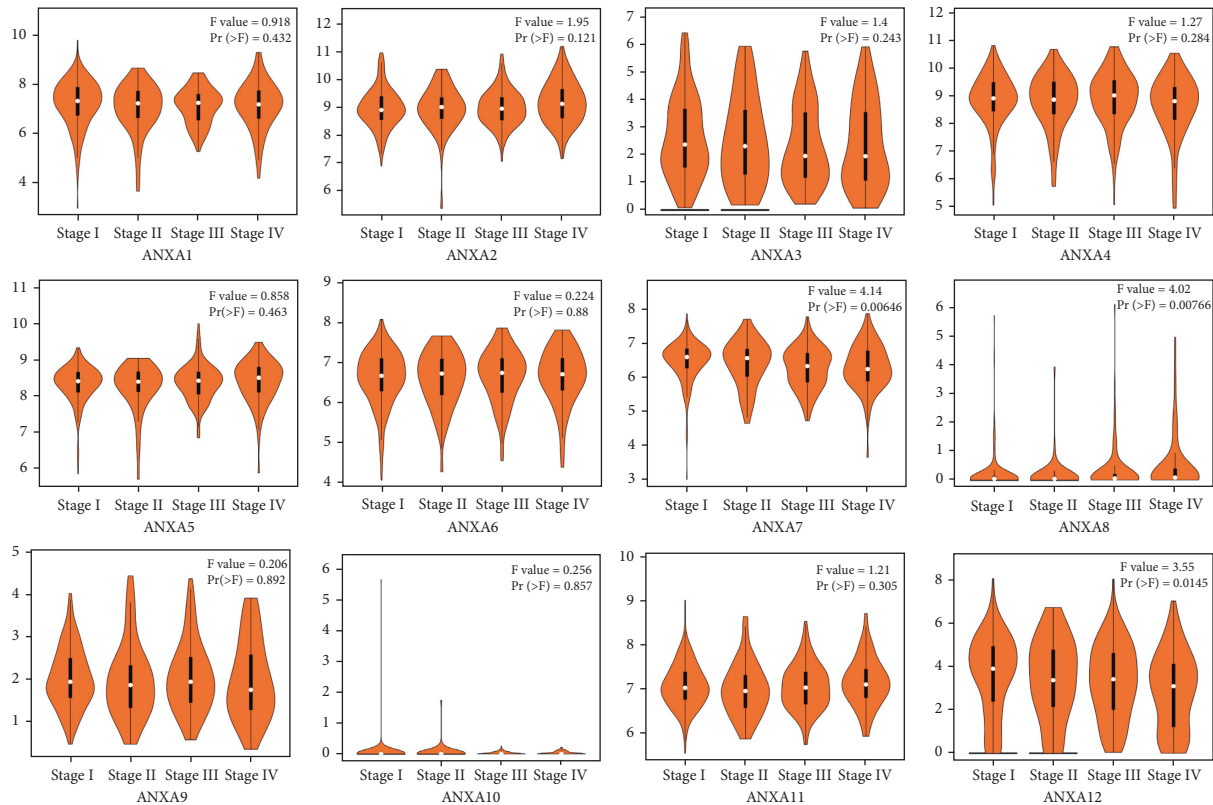 F value = 0.918
Pr (>F) = 0.432
10
8
6
4
Stage I Stage II Stage III Stage IV
ANXA1
F value = 1.95
Pr (>F) = 0.121
12
11
10
9
8
7
6
Stage I Stage II Stage III Stage IV
ANXA2
F value = 1.4
Pr (>F) = 0.243
7
6
5
4
3
2
1
0
Stage I Stage II Stage III Stage IV
ANXA3
F value = 1.27
Pr (>F) = 0.284
12
11
10
9
8
7
6
5
Stage I Stage II Stage III Stage IV
ANXA4
F value = 0.858
Pr(>F) = 0.463
11
10
9
8
7
6
Stage I Stage II Stage III Stage IV
ANXA5
F value = 0.224
Pr (>F) = 0.88
9
8
7
6
5
4
Stage I Stage II Stage III Stage IV
ANXA6
F value = 4.14
Pr (>F) = 0.00646
8
7
6
5
4
3
Stage I Stage II Stage III Stage IV
ANXA7
F value = 4.02
Pr (>F) = 0.00766
6
5
4
3
2
1
0
Stage I Stage II Stage III Stage IV
ANXA8
F value = 0.206
Pr(>F) = 0.892
5
4
3
2
1
Stage I Stage II Stage III Stage IV
ANXA9
F value = 0.256
Pr (>F) = 0.857
6
5
4
3
2
1
0
Stage I Stage II Stage III Stage IV
ANXA10
F value = 1.21
Pr (>F) = 0.305
10
9
8
7
6
Stage I Stage II Stage III Stage IV
ANXA11
F value = 3.55
Pr (>F) = 0.0145
8
6
4
2
0
Stage I Stage II Stage III Stage IV
ANXA12